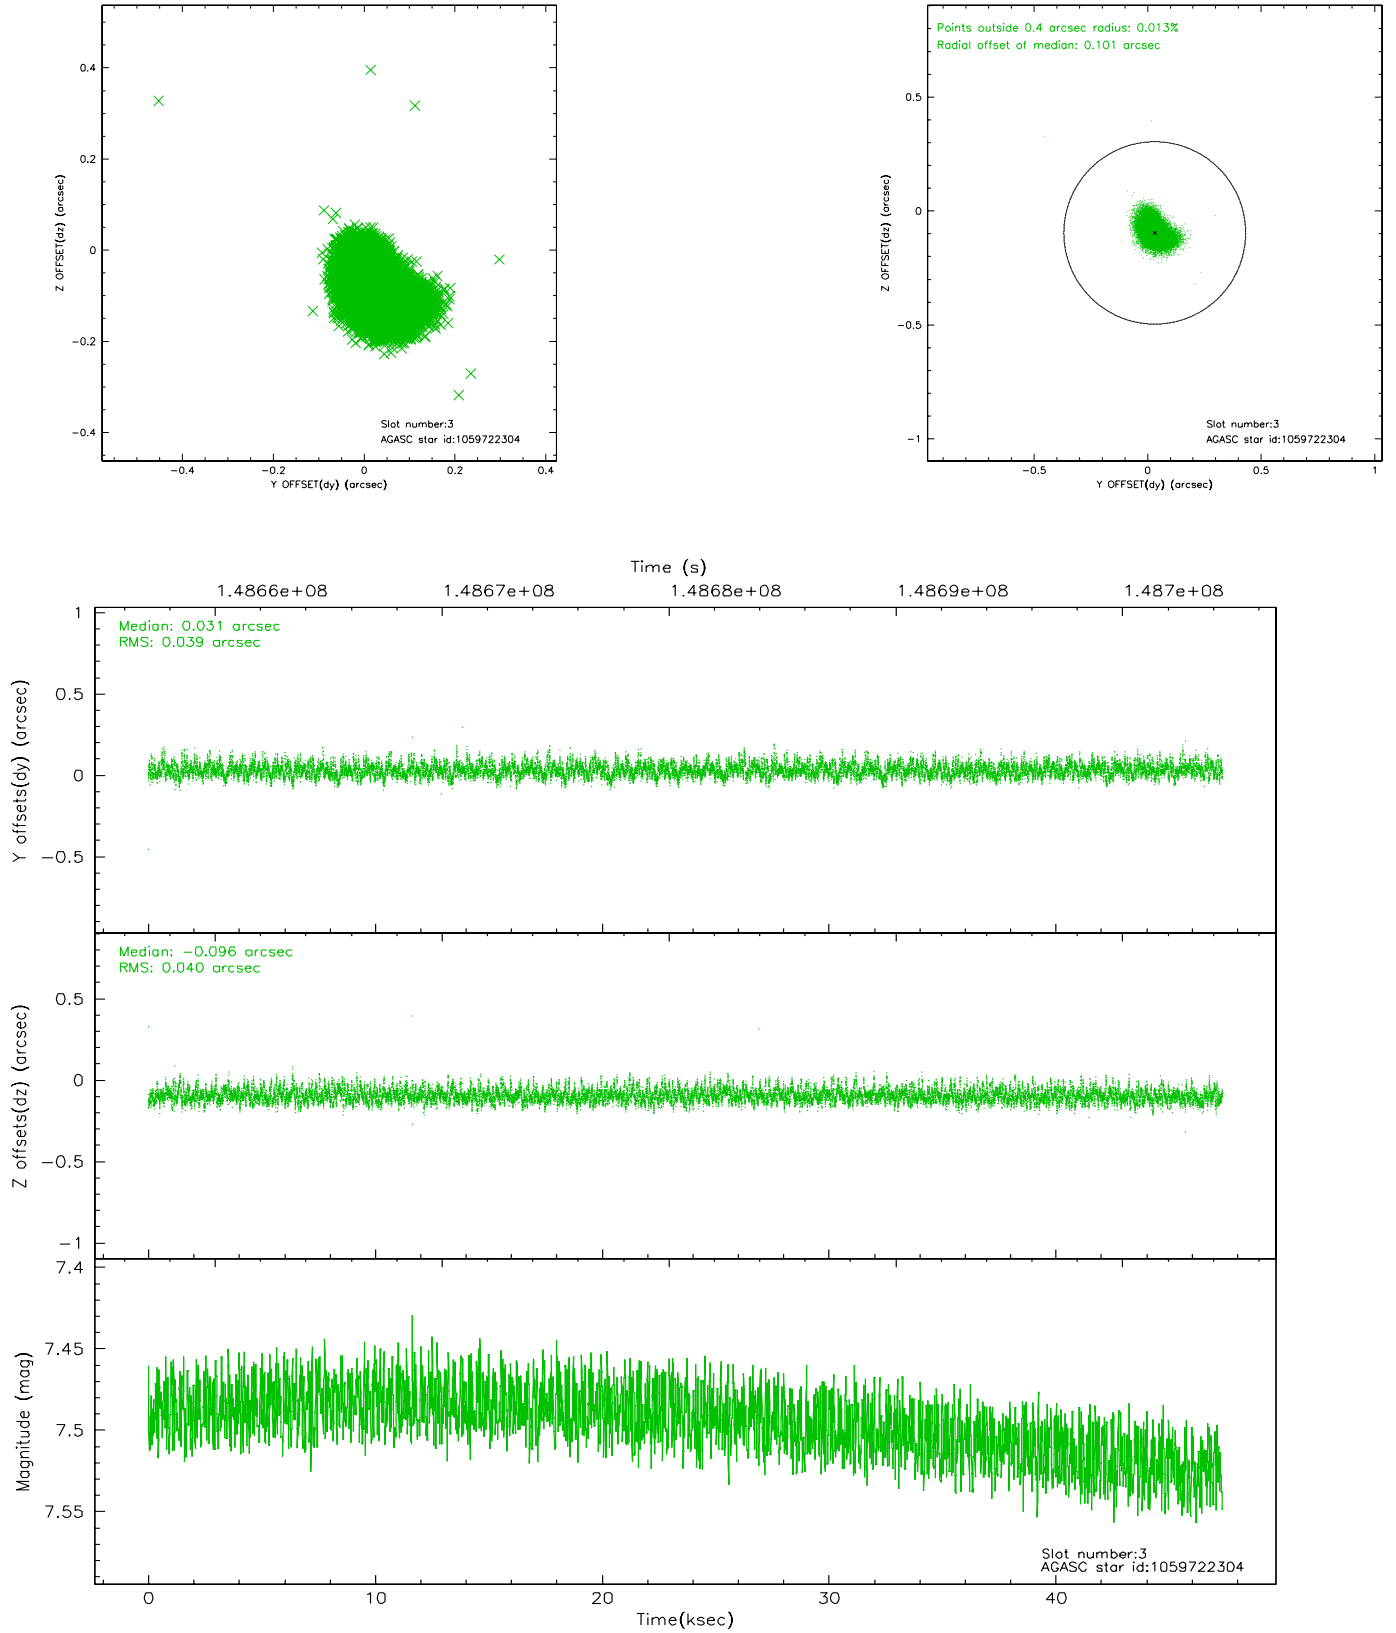 0.4
0.2
0
−0.2
−0.4
Z OFFSET(dz) (arcsec)
Slot number:3
AGASC star id:1059722304
−0.4 −0.2 0 0.2 0.4
Y OFFSET(dy) (arcsec)
Points outside 0.4 arcsec radius: 0.013%
Radial offset of median: 0.101 arcsec
0.5
0
−0.5
−1
Z OFFSET(dz) (arcsec)
Slot number:3
AGASC star id:1059722304
−0.5 0 0.5 1
Y OFFSET(dy) (arcsec)
Time (s)
1.4866e+08 1.4867e+08 1.4868e+08 1.4869e+08 1.487e+08
Median: 0.031 arcsec
RMS: 0.039 arcsec
1
0.5
0
−0.5
Y offsets(dy) (arcsec)
Median: −0.096 arcsec
RMS: 0.040 arcsec
0.5
0
−0.5
−1
Z offsets(dz) (arcsec)
7.4
7.45
7.5
7.55
Magnitude (mag)
Slot number:3
AGASC star id:1059722304
0 10 20 30 40
Time(ksec)